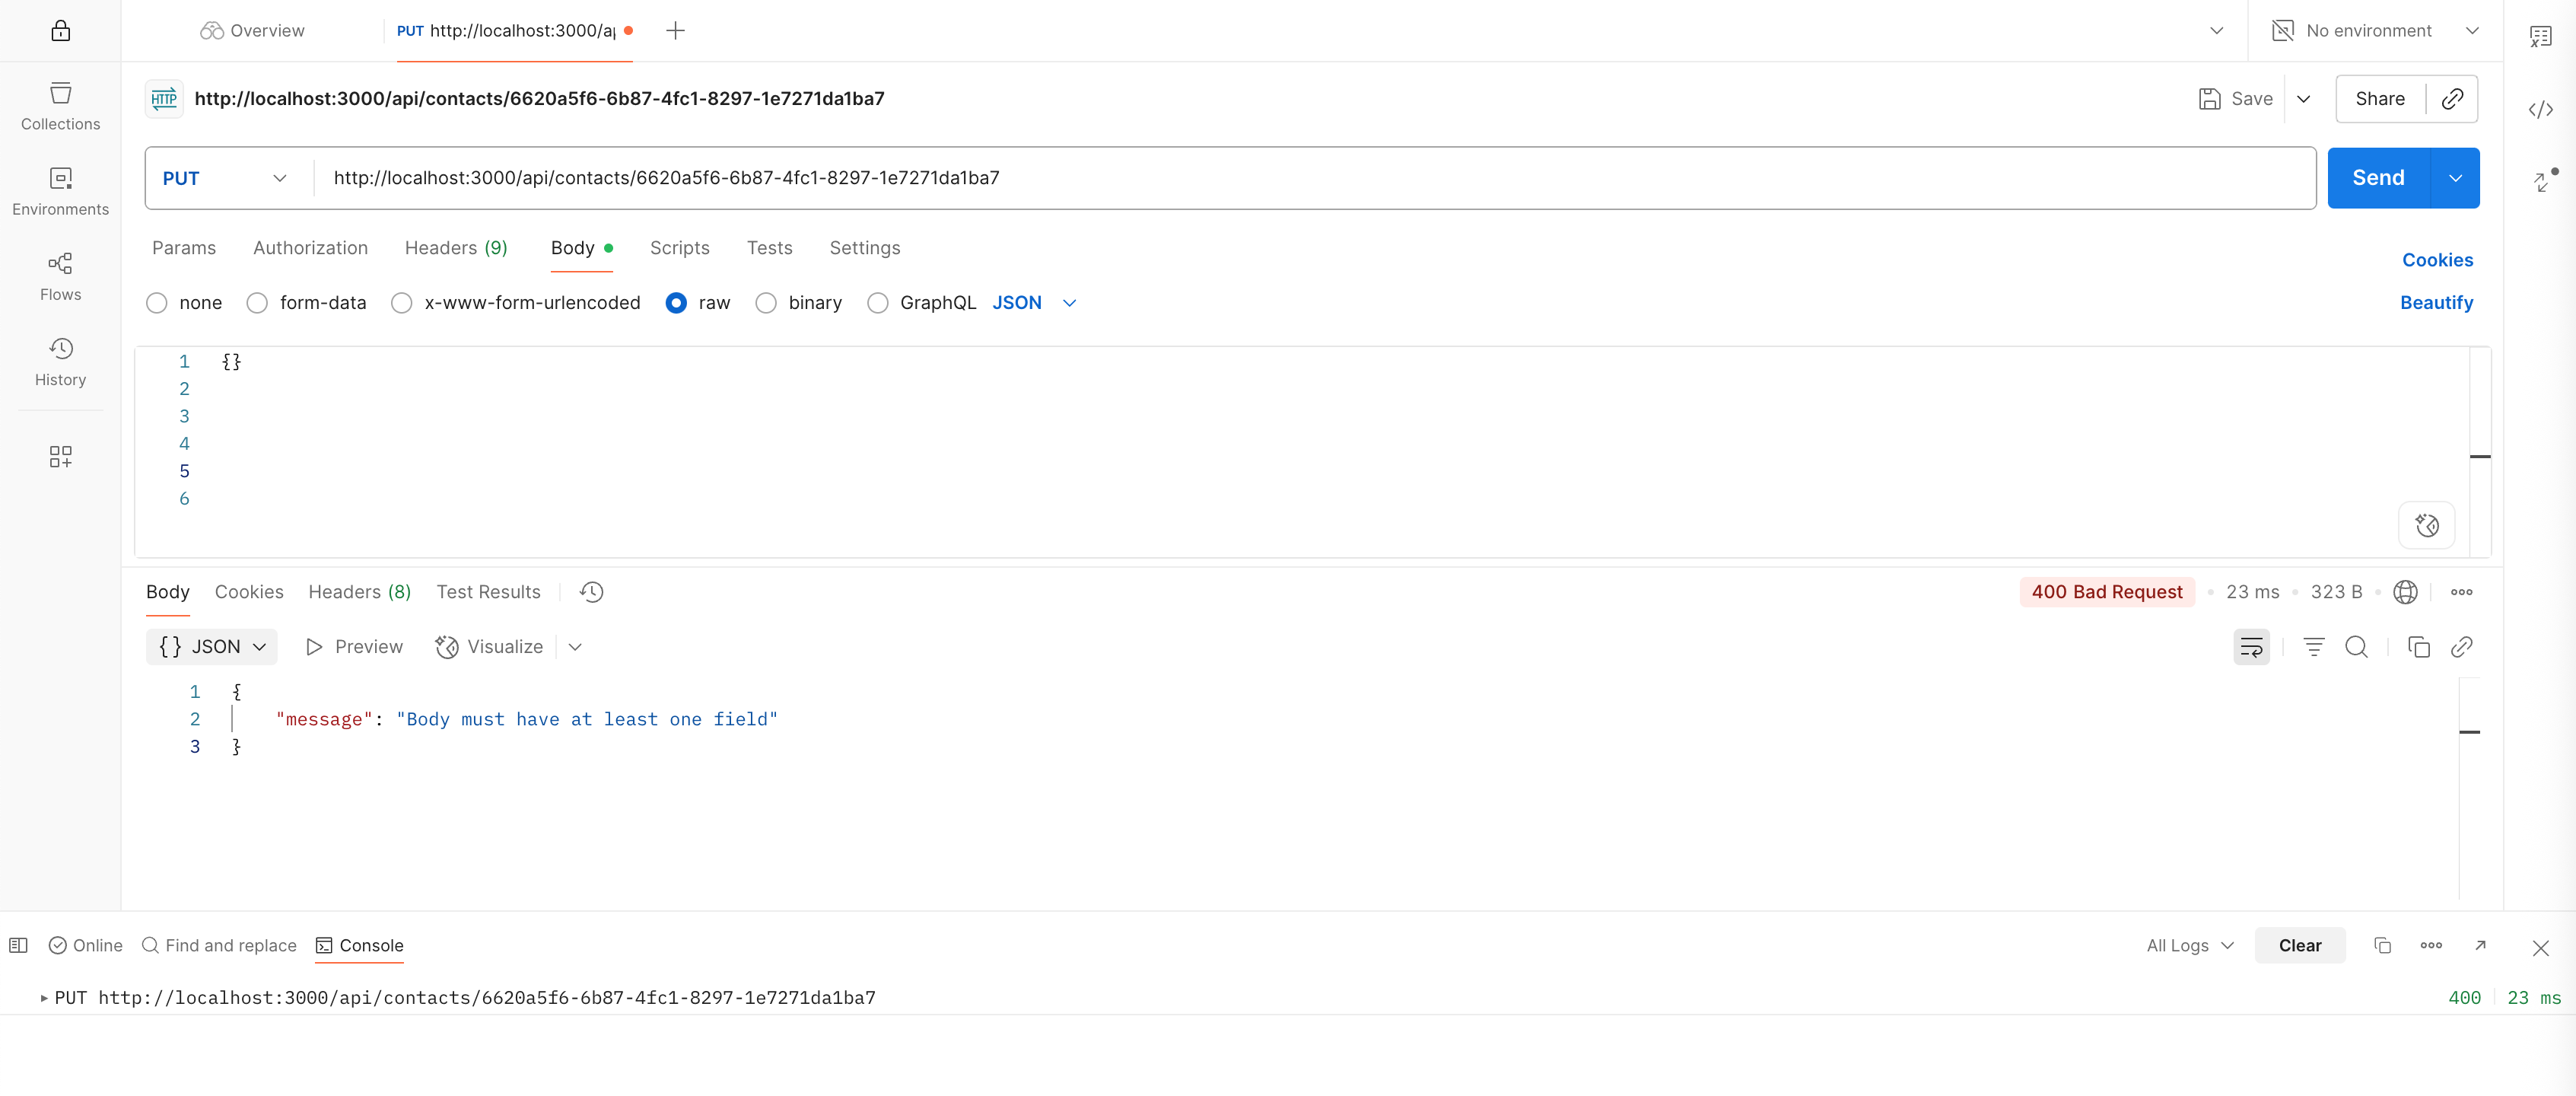 Overview
PUT http://localhost:3000/ap
No environment
HTTP http://localhost:3000/api/contacts/6620a5f6-6b87-4fc1-8297-1e7271da1ba7
Save
Share
PUT
http://localhost:3000/api/contacts/6620a5f6-6b87-4fc1-8297-1e7271da1ba7
Send
Collections
Environments
Flows
History
Params Authorization Headers (9) Body Scripts Tests Settings
Cookies
none form-data x-www-form-urlencoded raw binary GraphQL JSON
Beautify
1 {}
2
3
4
5
6
Body Cookies Headers (8) Test Results
400 Bad Request • 23 ms • 323 B
{} JSON Preview Visualize
1 {
2 "message": "Body must have at least one field"
3 }
Online Find and replace Console
All Logs Clear
PUT http://localhost:3000/api/contacts/6620a5f6-6b87-4fc1-8297-1e7271da1ba7
400 23 ms